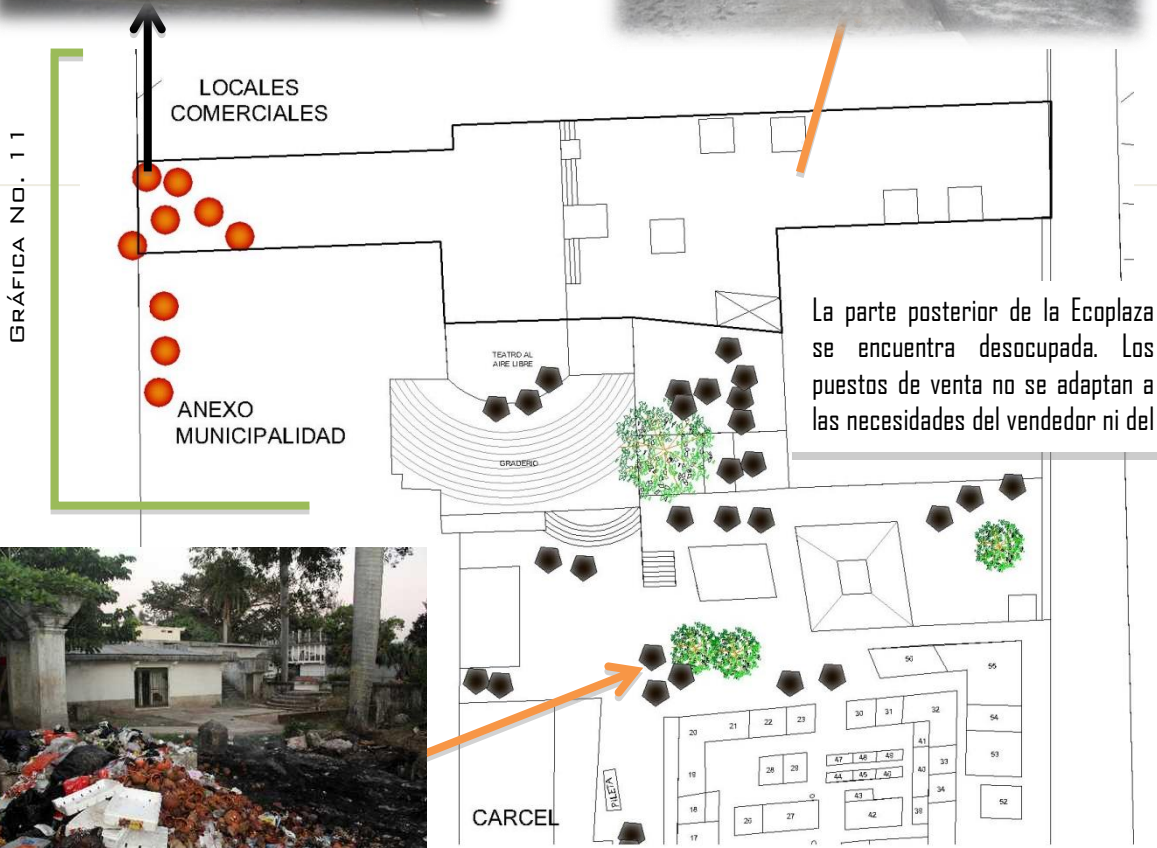 GRÁFICA NO. 11
LOCALES
COMERCIALES
La parte posterior de la Ecoplaza
se encuentra desocupada. Los
puestos de venta no se adaptan a
las necesidades del vendedor ni del
TEATRO AL
AIRE LIBRE
ANEXO
MUNICIPALIDAD
GRADERIO
CARCEL
PILETA
56
55
20
21
22
23
30
31
32
54
41
47
48
49
33
53
19
28
29
44
45
46
40
34
43
52
18
26
27
42
17